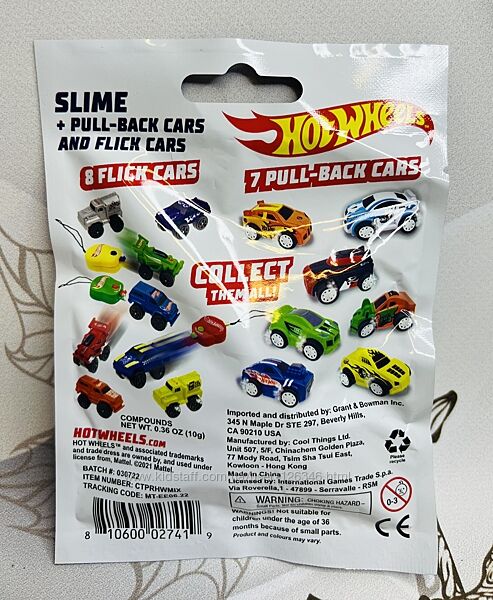 SLIME
+ PULL-BACK CARS
AND FLICK CARS
HOT WHEELS
8 FLICK CARS
7 PULL-BACK CARS
COLLECT
THEM ALL!
COMPOUNDS
NET WT. 0.36 OZ (10g)
HOTWHEELS.COM
HOT WHEELS™ and associated trademarks
and trade dress are owned by, and used under
license from, Mattel. ©2021 Mattel.
BATCH #: 030722
ITEM NUMBER: CTPRHWMIX
TRACKING CODE: MT-EE06.22
8 10600 02741 9
Imported and distributed by: Grant & Bowman Inc.
345 N Maple Dr STE 297, Beverly Hills,
CA 90210 USA
Manufactured by: Cool Things Ltd.
Unit 507, 5/F, Chinachem Golden Plaza,
77 Mody Road, Tsim Sha Tsui East,
Kowloon - Hong Kong
Made in China
Licensed by: International Games Trade S.p.a.
Via Roverella,1 - 47899 - Serravalle - RSM
WARNING: CHOKING HAZARD-
WARNING! Not suitable for
children under the age of 36
months because of small parts.
Product and colours may vary.
Please
Recycle
0-3
CE